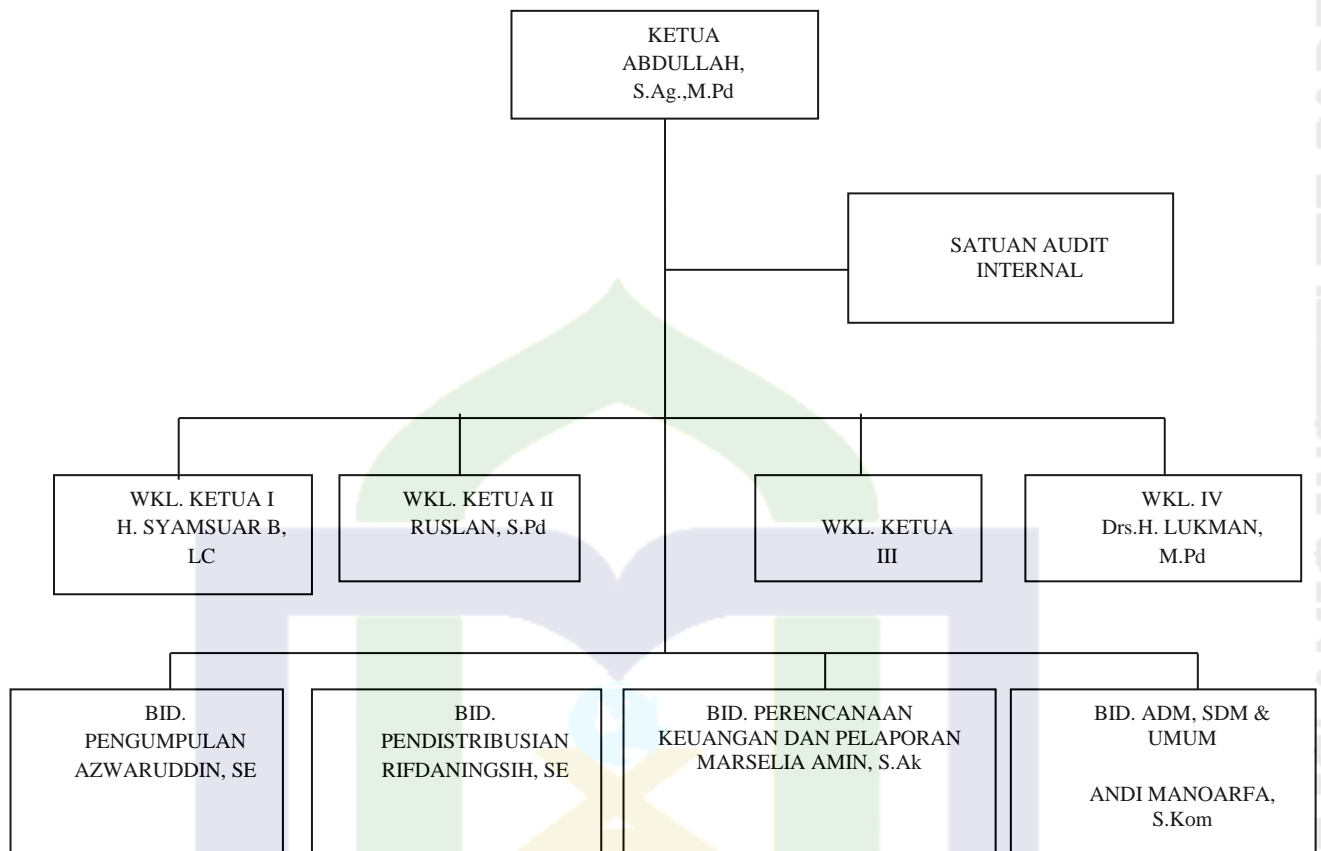 KETUA
ABDULLAH,
S.Ag.,M.Pd
SATUAN AUDIT
INTERNAL
WKL. KETUA I
H. SYAMSUAR B,
LC
WKL. KETUA II
RUSLAN, S.Pd
WKL. KETUA
III
WKL. IV
Drs.H. LUKMAN,
M.Pd
BID.
PENGUMPULAN
AZWARUDDIN, SE
BID.
PENDISTRIBUSIAN
RIFDANINGSIH, SE
BID. PERENCANAAN
KEUANGAN DAN PELAPORAN
MARSELIA AMIN, S.Ak
BID. ADM, SDM &
UMUM
ANDI MANOARFA,
S.Kom